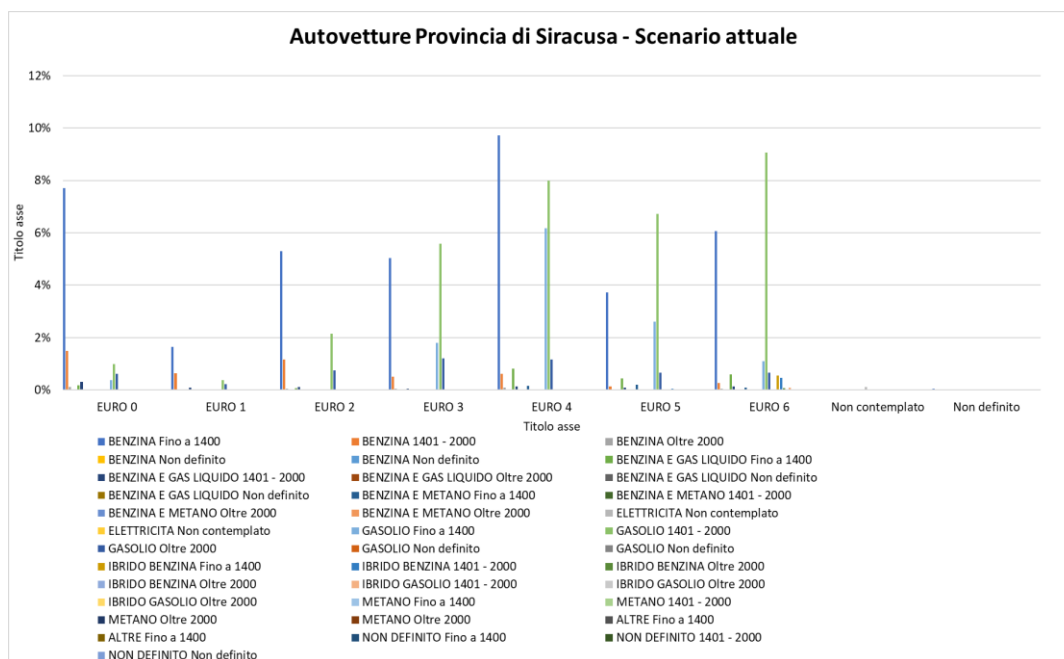 Autovetture Provincia di Siracusa - Scenario attuale
12%
10%
8%
6%
4%
2%
0%
Titolo asse
EURO 0 EURO 1 EURO 2 EURO 3 EURO 4 EURO 5 EURO 6 Non contemplato Non definito
Titolo asse
BENZINA Fino a 1400 BENZINA 1401 - 2000 BENZINA Oltre 2000
BENZINA Non definito BENZINA Non definito BENZINA E GAS LIQUIDO Fino a 1400
BENZINA E GAS LIQUIDO 1401 - 2000 BENZINA E GAS LIQUIDO Oltre 2000 BENZINA E GAS LIQUIDO Non definito
BENZINA E GAS LIQUIDO Non definito BENZINA E METANO Fino a 1400 BENZINA E METANO 1401 - 2000
BENZINA E METANO Oltre 2000 BENZINA E METANO Oltre 2000 ELETTRICITA Non contemplato
ELETTRICITA Non contemplato GASOLIO Fino a 1400 GASOLIO 1401 - 2000
GASOLIO Oltre 2000 GASOLIO Non definito GASOLIO Non definito
IBRIDO BENZINA Fino a 1400 IBRIDO BENZINA 1401 - 2000 IBRIDO BENZINA Oltre 2000
IBRIDO BENZINA Oltre 2000 IBRIDO GASOLIO 1401 - 2000 IBRIDO GASOLIO Oltre 2000
IBRIDO GASOLIO Oltre 2000 METANO Fino a 1400 METANO 1401 - 2000
METANO Oltre 2000 METANO Oltre 2000 ALTRE Fino a 1400
ALTRE Fino a 1400 NON DEFINITO Fino a 1400 NON DEFINITO 1401 - 2000
NON DEFINITO Non definito